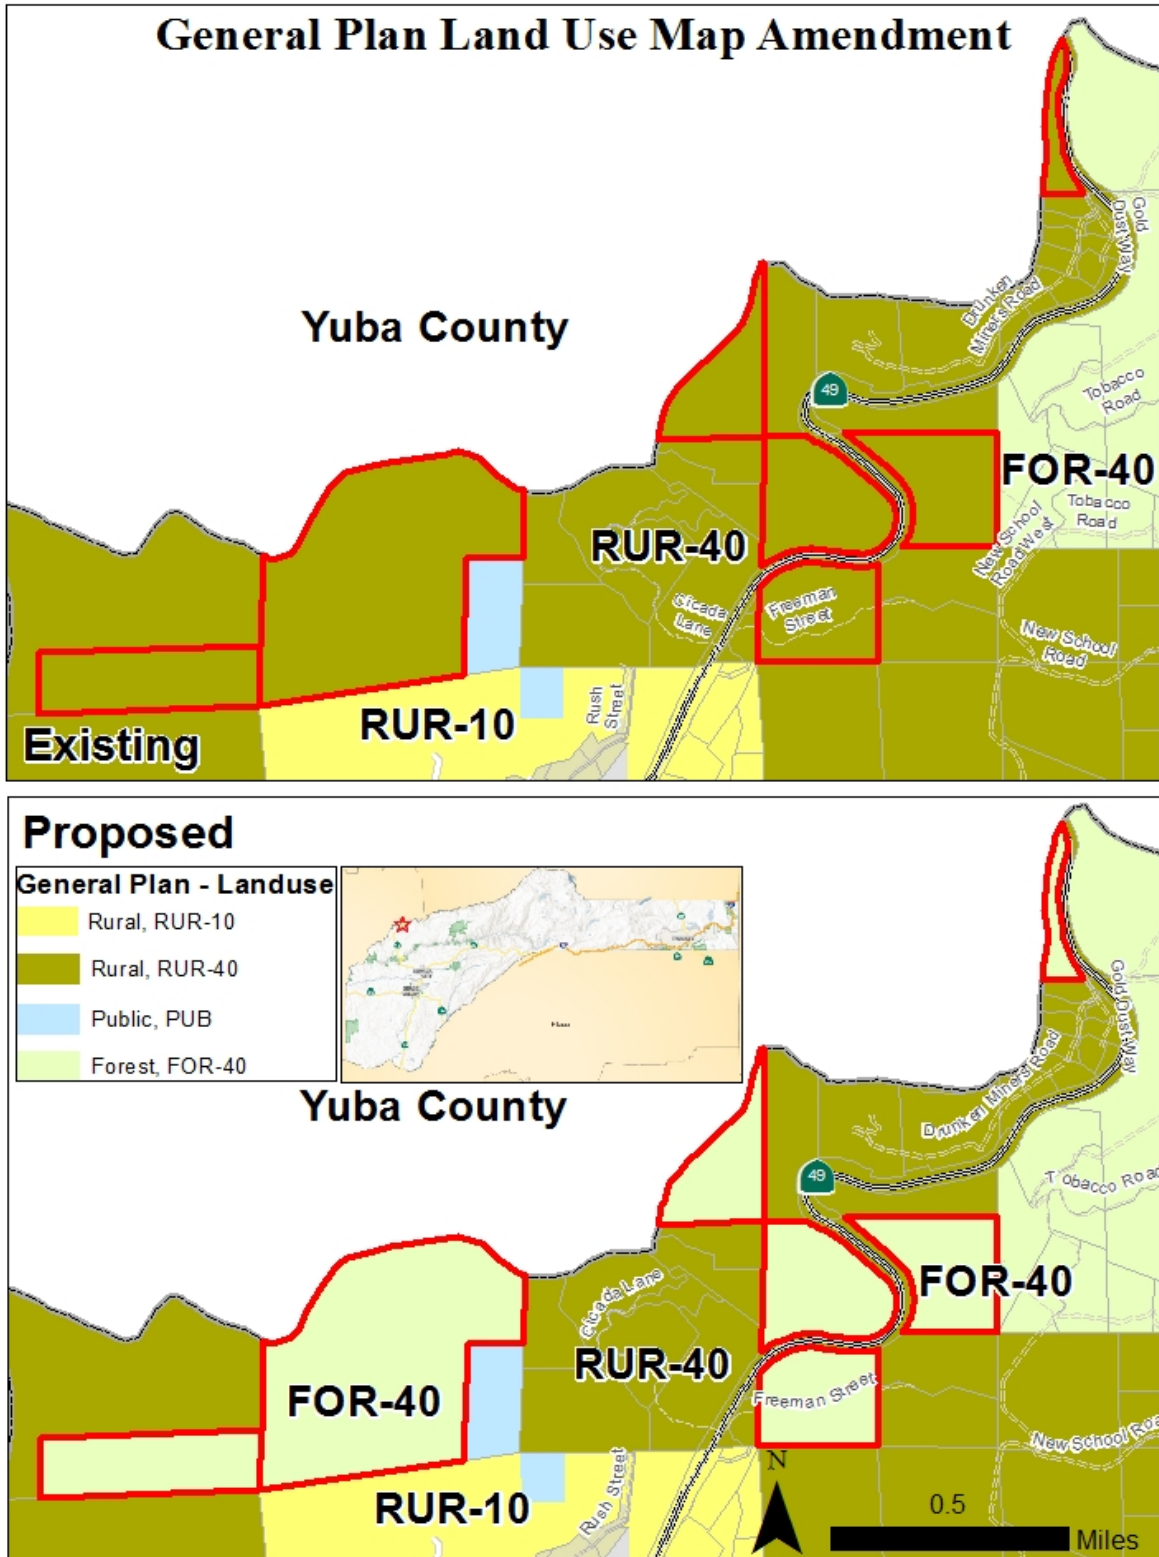 General Plan Land Use Map Amendment
Gold
Dust Way
Drunken
Miners Road
Yuba County
49
Tobacco
Road
FOR-40
Tobacco
Road
New School
Road West
RUR-40
Cicada
Lane
Freeman
Street
New School
Road
Rush
Street
RUR-10
Existing
Proposed
General Plan - Landuse
Rural, RUR-10
Rural, RUR-40
Public, PUB
Forest, FOR-40
Yuba County
Gold Dust Way
Drunken Miners Road
49
Tobacco Road
Cicada Lane
FOR-40
RUR-40
FOR-40
Freeman Street
New School Roa
N
RUR-10
Rush Street
0.5
Miles